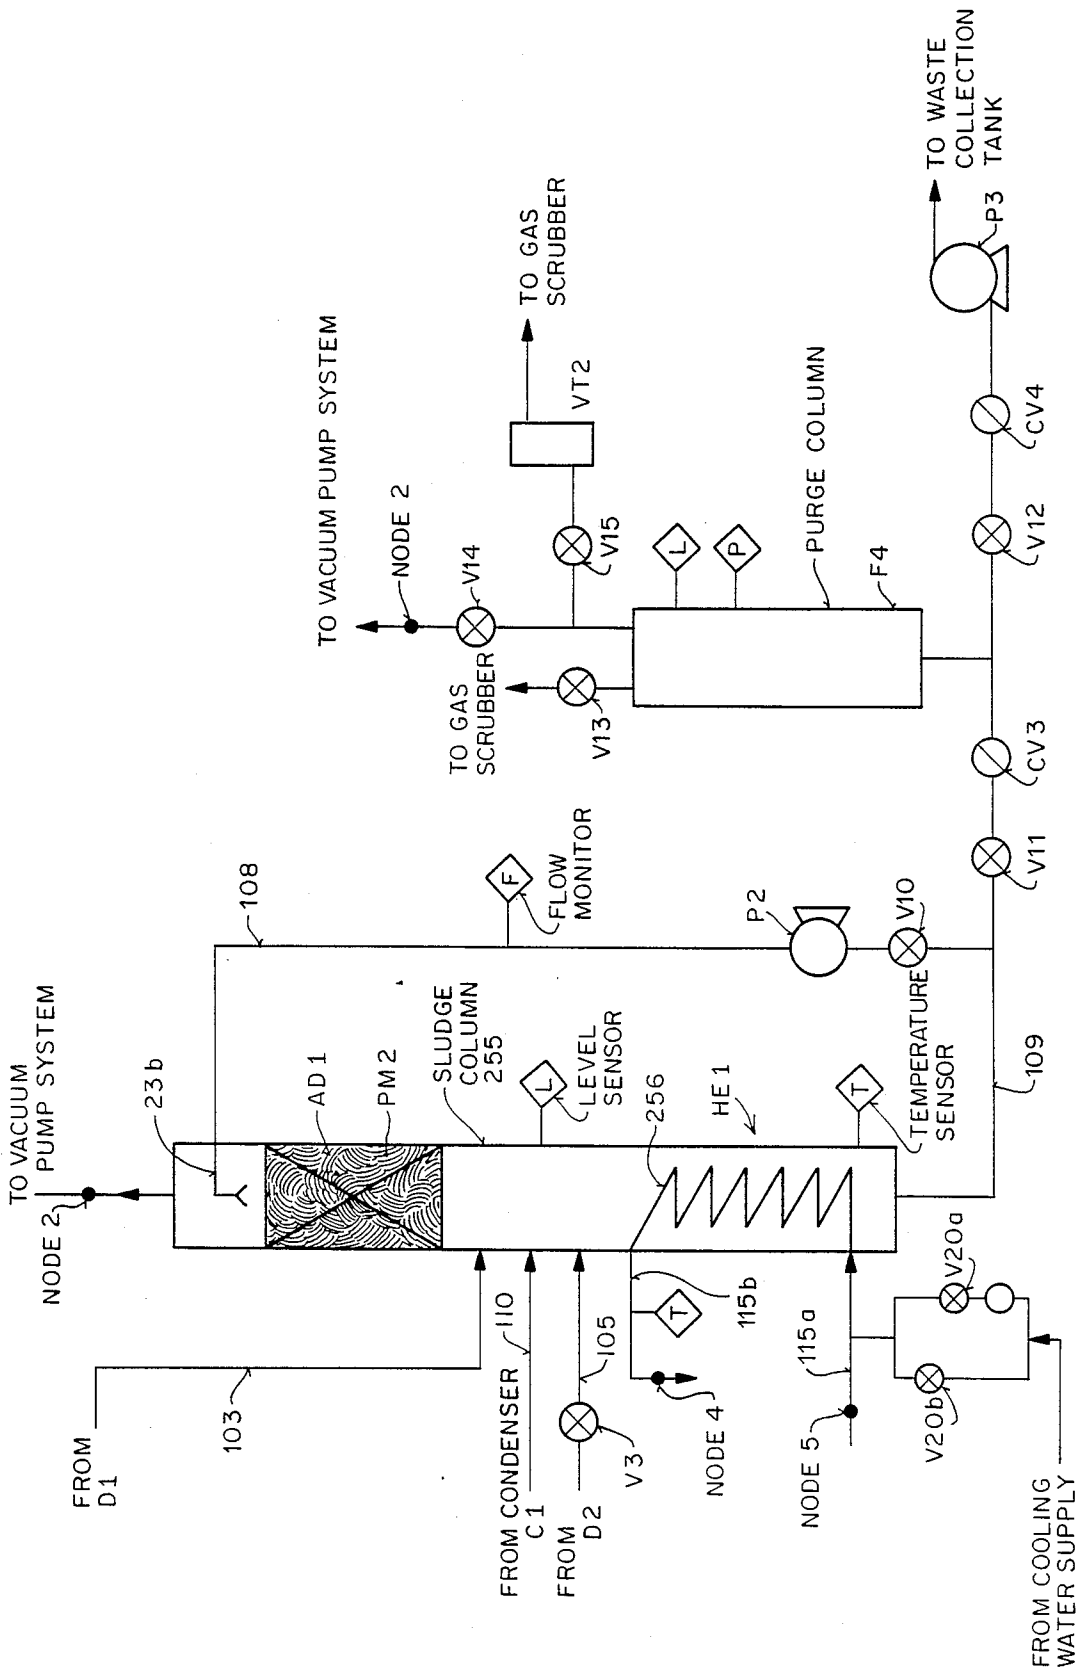 TO VACUUM
PUMP SYSTEM
NODE 2
23b
AD1
PM2
SLUDGE
COLUMN
255
L
LEVEL
SENSOR
256
HE1
T
TEMPERATURE
SENSOR
109
108
F
FLOW
MONITOR
P2
V10
FROM
D1
103
FROM CONDENSER
C1
110
FROM
D2
105
V3
115b
T
NODE 4
NODE 5
115a
V20a
V20b
FROM COOLING
WATER SUPPLY
TO VACUUM PUMP SYSTEM
NODE 2
V14
TO GAS
SCRUBBER
V13
TO GAS
SCRUBBER
VT2
V15
L
P
PURGE COLUMN
F4
V11
CV3
V12
CV4
P3
TO WASTE
COLLECTION
TANK